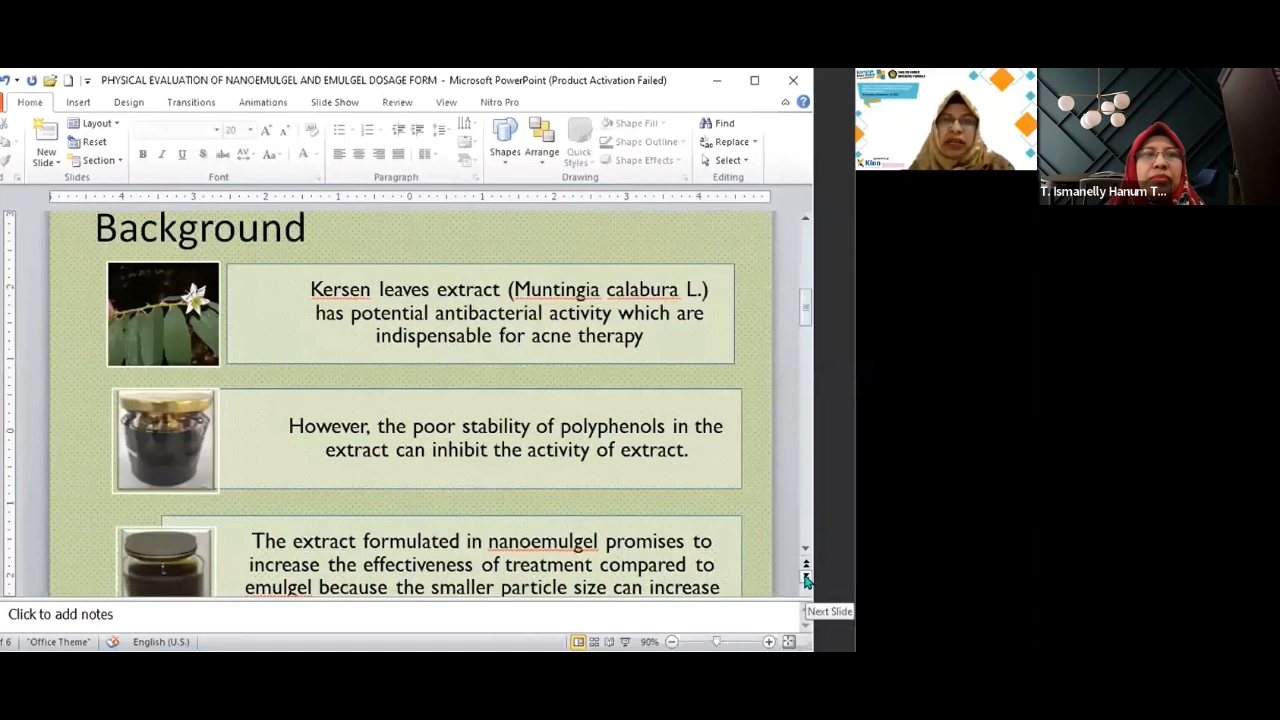 PHYSICAL EVALUATION OF NANOEMULGEL AND EMULGEL DOSAGE FORM - Microsoft PowerPoint (Product Activation Failed)
Home Insert Design Transitions Animations Slide Show Review View Nitro Pro
New
Slide
Layout
Reset
Section
20
Shapes Arrange Quick
Styles
Shape Fill
Shape Outline
Shape Effects
Find
Replace
Select
Slides Font Paragraph Drawing Editing
Background
Kersen leaves extract (Muntingia calabura L.)
has potential antibacterial activity which are
indispensable for acne therapy
However, the poor stability of polyphenols in the
extract can inhibit the activity of extract.
The extract formulated in nanoemulgel promises to
increase the effectiveness of treatment compared to
emulgel because the smaller particle size can increase
Click to add notes
Next Slide
of 6 "Office Theme" English (U.S.) 90%
Kino
T. Ismanelly Hanum T...